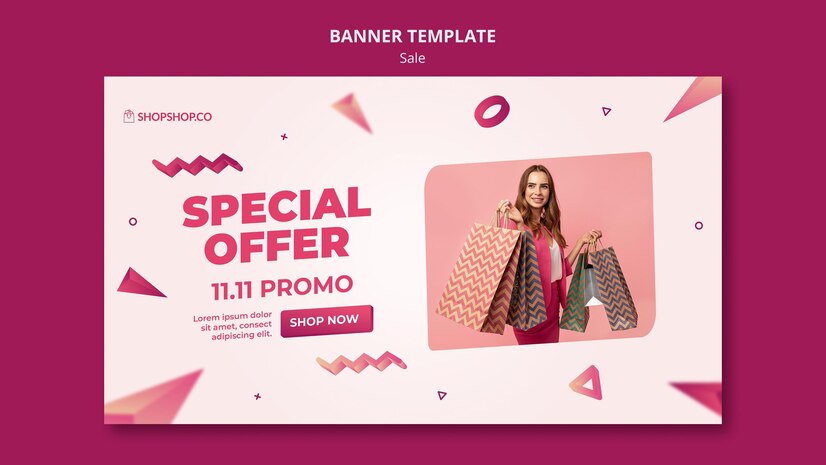 BANNER TEMPLATE
Sale
SHOPSHOP.CO
SPECIAL
OFFER
11.11 PROMO
Lorem ipsum dolor
sit amet, consect
adipiscing elit.
SHOP NOW